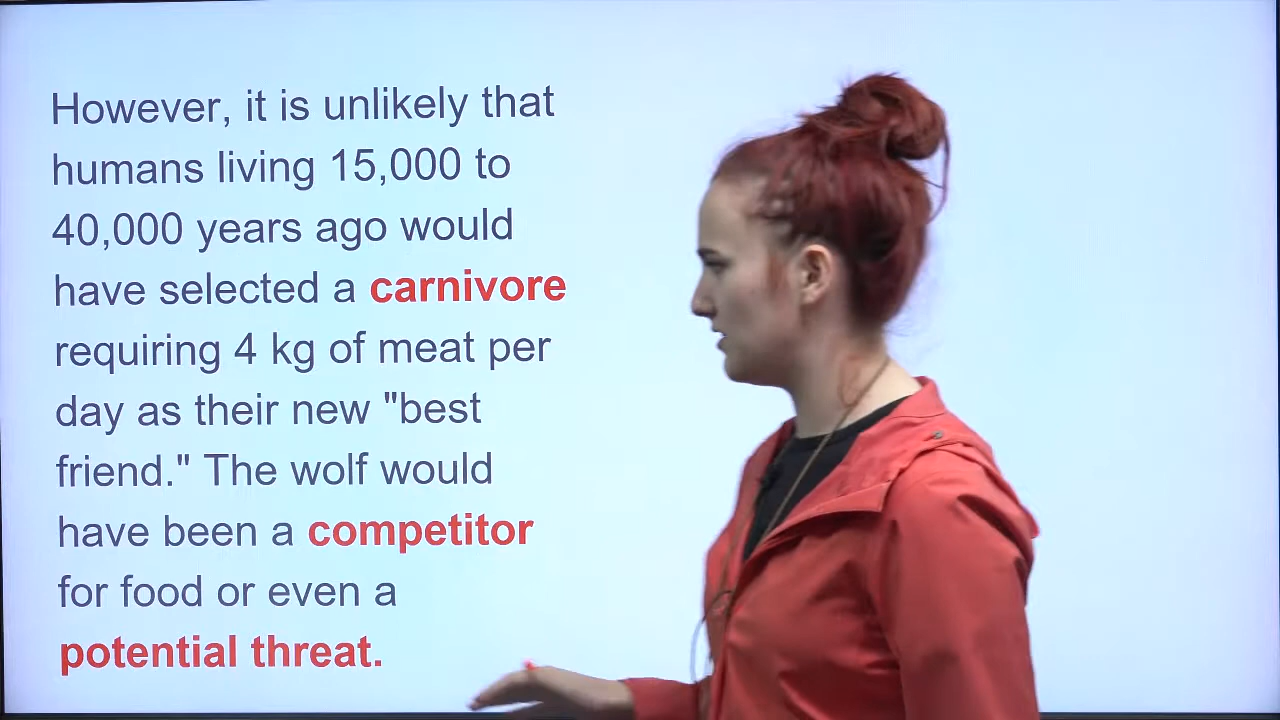 However, it is unlikely that
humans living 15,000 to
40,000 years ago would
have selected a carnivore
requiring 4 kg of meat per
day as their new "best
friend." The wolf would
have been a competitor
for food or even a
potential threat.